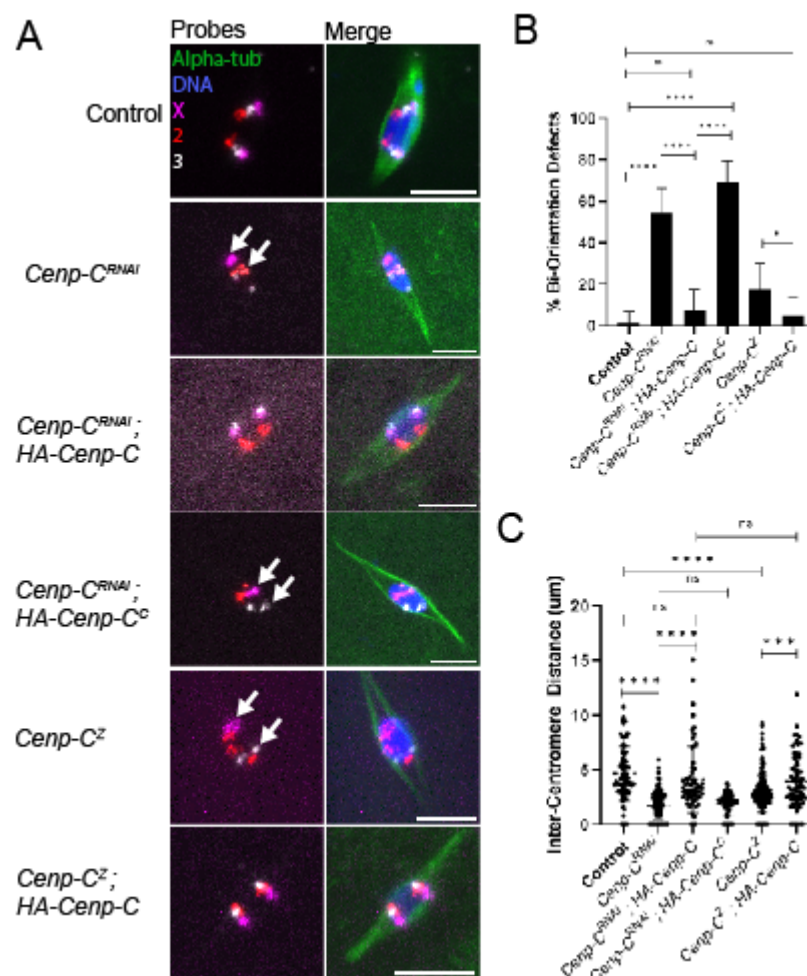 A
Probes Merge
Alpha-tub
DNA
X
2
3
Control
Cenp-C^RNAi
Cenp-C^RNAi;
HA-Cenp-C
Cenp-C^RNAi;
HA-Cenp-C^C
Cenp-C^Z
Cenp-C^Z;
HA-Cenp-C
B
% Bi-Orientation Defects
100
80
60
40
20
0
****
****
****
****
*
Control
Cenp-C^RNAi
Cenp-C^RNAi; HA-Cenp-C
Cenp-C^RNAi; HA-Cenp-C^C
Cenp-C^Z
Cenp-C^Z; HA-Cenp-C
C
Inter-Centromere Distance (um)
20
15
10
5
0
ns
****
ns
ns
****
****
***
Control
Cenp-C^RNAi
Cenp-C^RNAi; HA-Cenp-C
Cenp-C^RNAi; HA-Cenp-C^C
Cenp-C^Z
Cenp-C^Z; HA-Cenp-C